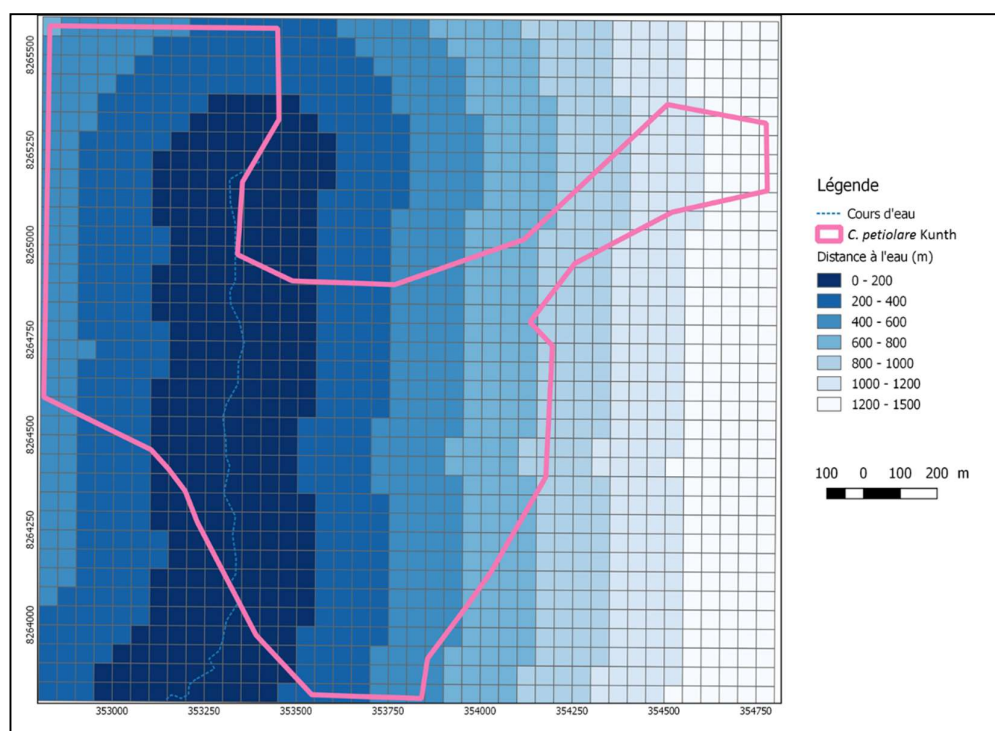 8265500
8265250
8265000
8264750
8264500
8264250
8264000
353000 353250 353500 353750 354000 354250 354500 354750
Légende
Cours d'eau
C. petiolare Kunth
Distance à l'eau (m)
0 - 200
200 - 400
400 - 600
600 - 800
800 - 1000
1000 - 1200
1200 - 1500
100 0 100 200 m